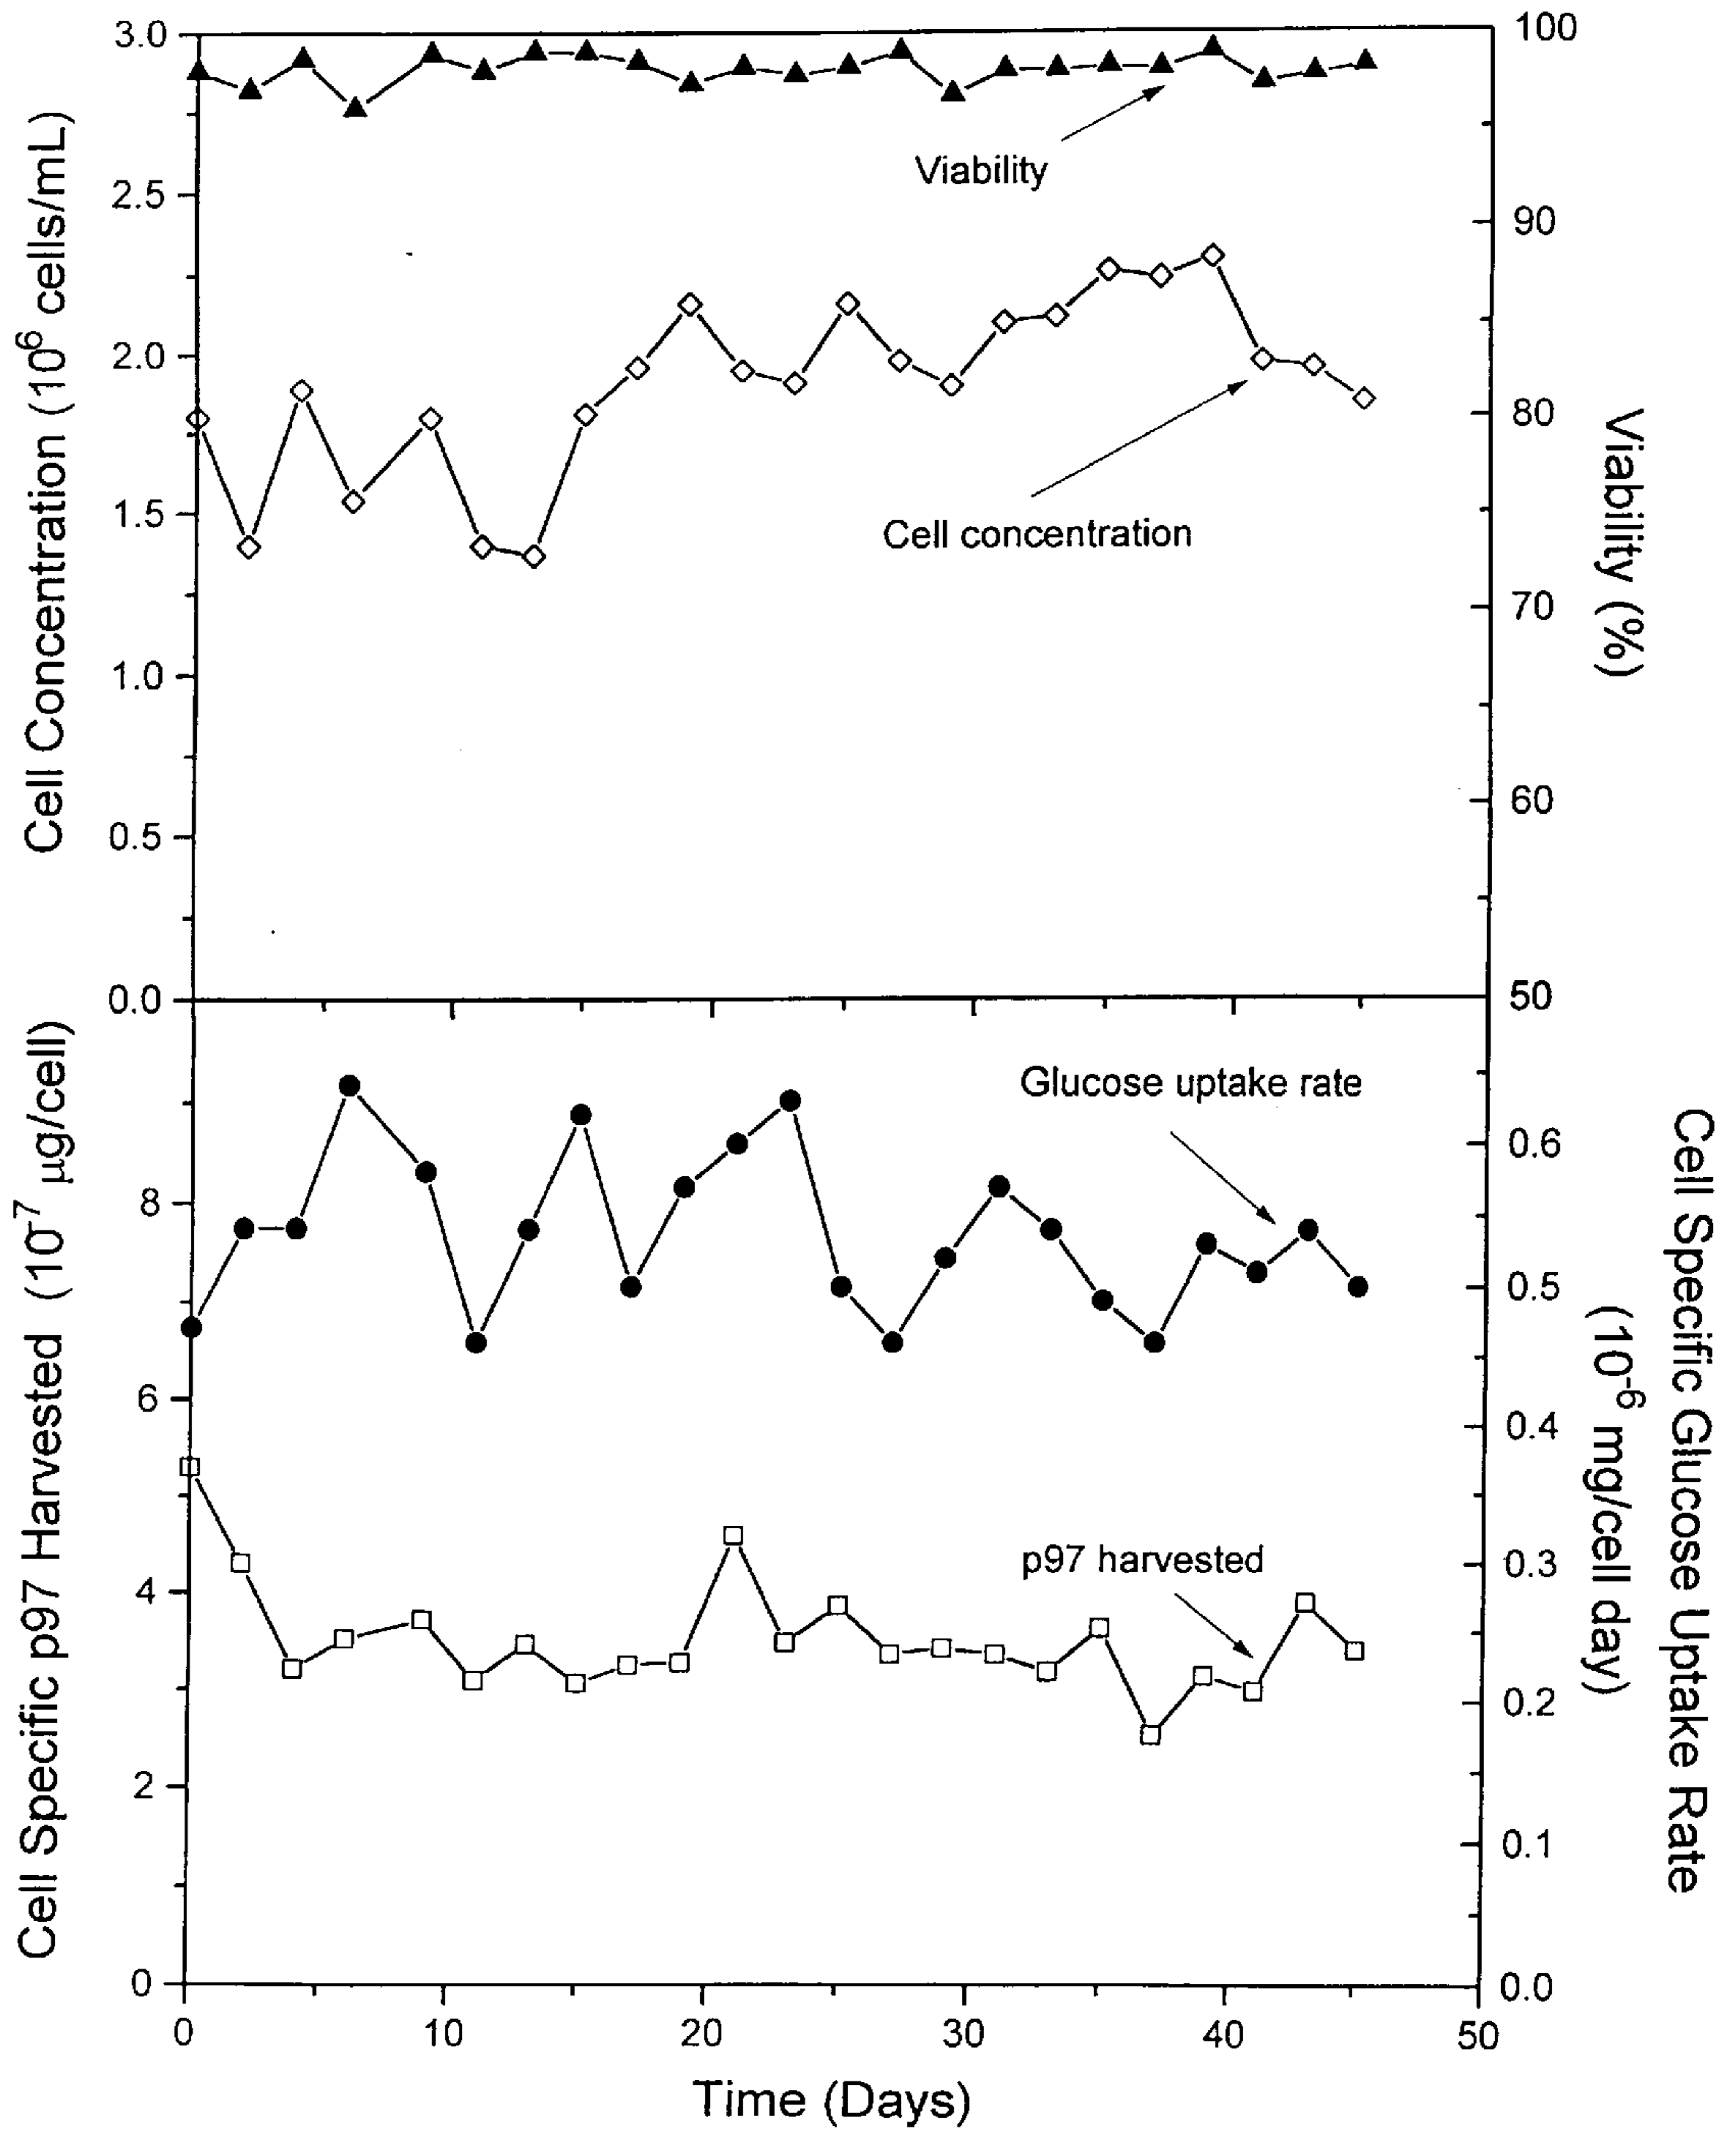 3.0
2.5
2.0
1.5
1.0
0.5
0.0
Cell Concentration (10⁶ cells/mL)
100
90
80
70
60
50
Viability (%)
Viability
Cell concentration
8
6
4
2
0
Cell Specific p97 Harvested (10⁻⁷ μg/cell)
Glucose uptake rate
p97 harvested
0.6
0.5
0.4
0.3
0.2
0.1
0.0
Cell Specific Glucose Uptake Rate
(10⁻⁶ mg/cell day)
0 10 20 30 40 50
Time (Days)